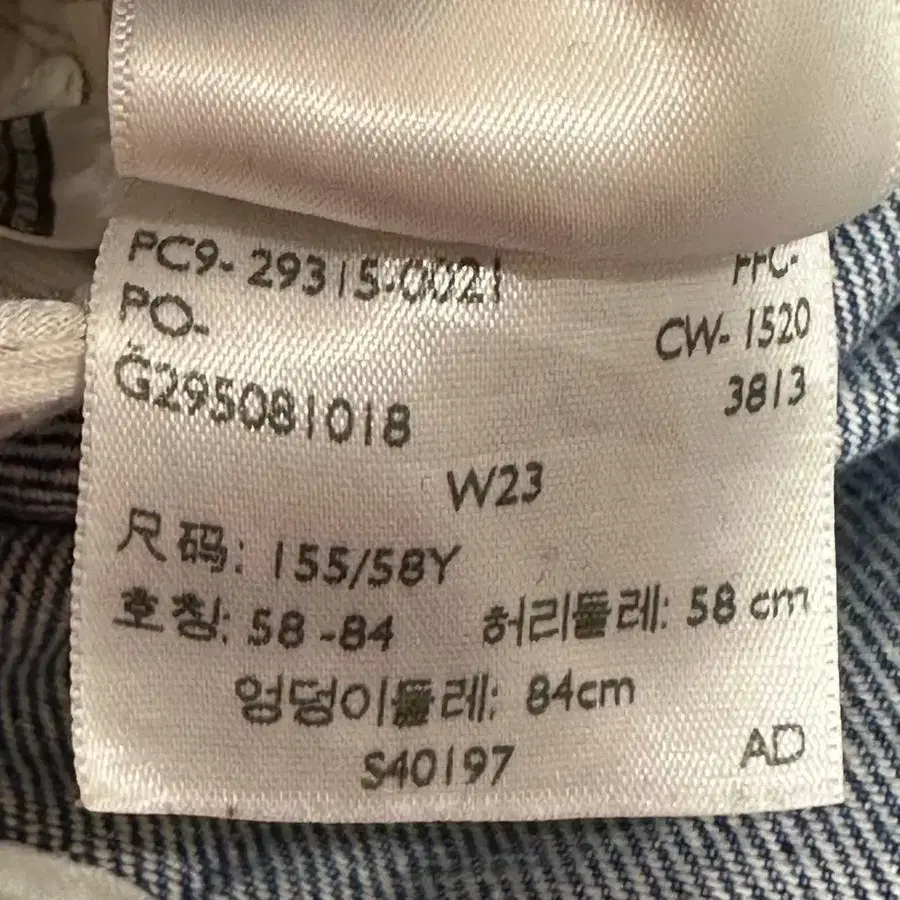 PC9- 29315-0021 FFC-
PO- CW- 1520
G295081018 3813
W23
尺码: 155/58Y
호칭: 58 -84 허리둘레: 58 cm
엉덩이둘레: 84cm
S40197 AD